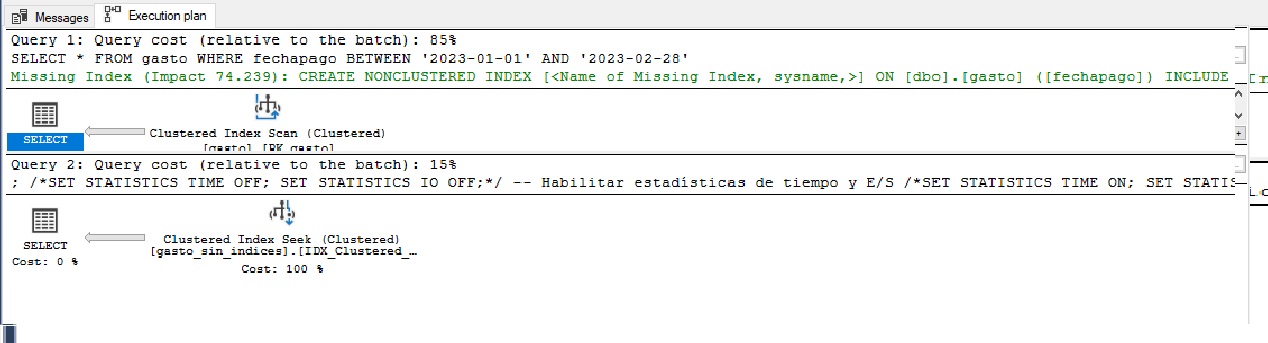 Messages Execution plan
Query 1: Query cost (relative to the batch): 85%
SELECT * FROM gasto WHERE fechapago BETWEEN '2023-01-01' AND '2023-02-28'
Missing Index (Impact 74.239): CREATE NONCLUSTERED INDEX [<Name of Missing Index, sysname,>] ON [dbo].[gasto] ([fechapago]) INCLUDE
SELECT
Clustered Index Scan (Clustered)
[gasto].[PK_gasto]
Query 2: Query cost (relative to the batch): 15%
; /*SET STATISTICS TIME OFF; SET STATISTICS IO OFF;*/ -- Habilitar estadísticas de tiempo y E/S /*SET STATISTICS TIME ON; SET STATIS
SELECT
Cost: 0 %
Clustered Index Seek (Clustered)
[gasto_sin_indices].[IDX_Clustered_…
Cost: 100 %